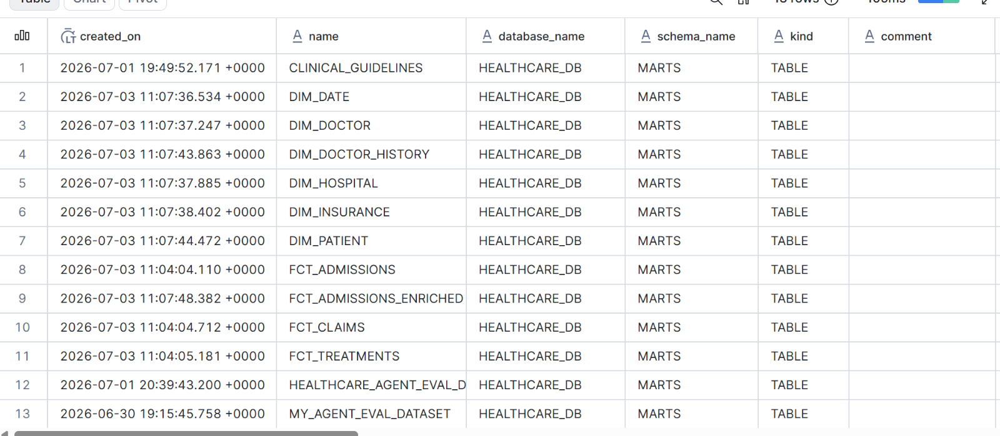 Table Chart Pivot
created_on name database_name schema_name kind comment
1 2026-07-01 19:49:52.171 +0000 CLINICAL_GUIDELINES HEALTHCARE_DB MARTS TABLE
2 2026-07-03 11:07:36.534 +0000 DIM_DATE HEALTHCARE_DB MARTS TABLE
3 2026-07-03 11:07:37.247 +0000 DIM_DOCTOR HEALTHCARE_DB MARTS TABLE
4 2026-07-03 11:07:43.863 +0000 DIM_DOCTOR_HISTORY HEALTHCARE_DB MARTS TABLE
5 2026-07-03 11:07:37.885 +0000 DIM_HOSPITAL HEALTHCARE_DB MARTS TABLE
6 2026-07-03 11:07:38.402 +0000 DIM_INSURANCE HEALTHCARE_DB MARTS TABLE
7 2026-07-03 11:07:44.472 +0000 DIM_PATIENT HEALTHCARE_DB MARTS TABLE
8 2026-07-03 11:04:04.110 +0000 FCT_ADMISSIONS HEALTHCARE_DB MARTS TABLE
9 2026-07-03 11:07:48.382 +0000 FCT_ADMISSIONS_ENRICHED HEALTHCARE_DB MARTS TABLE
10 2026-07-03 11:04:04.712 +0000 FCT_CLAIMS HEALTHCARE_DB MARTS TABLE
11 2026-07-03 11:04:05.181 +0000 FCT_TREATMENTS HEALTHCARE_DB MARTS TABLE
12 2026-07-01 20:39:43.200 +0000 HEALTHCARE_AGENT_EVAL_D HEALTHCARE_DB MARTS TABLE
13 2026-06-30 19:15:45.758 +0000 MY_AGENT_EVAL_DATASET HEALTHCARE_DB MARTS TABLE